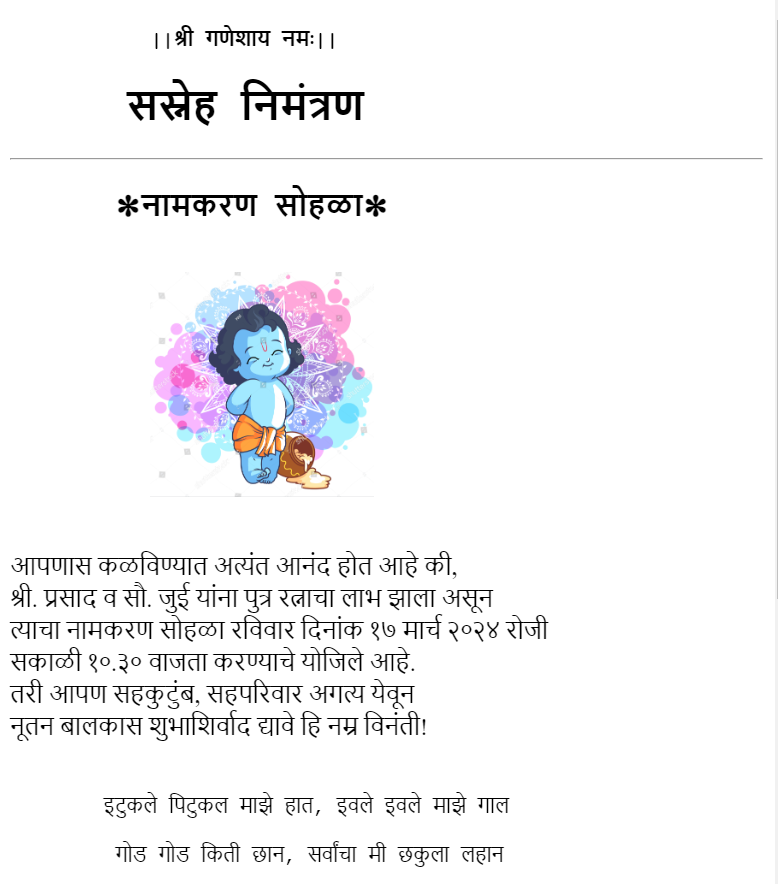 ।।श्री गणेशाय नमः।।
सस्नेह निमंत्रण
✻नामकरण सोहळा✻
आपणास कळविण्यात अत्यंत आनंद होत आहे की,
श्री. प्रसाद व सौ. जुई यांना पुत्र रत्नाचा लाभ झाला असून
त्याचा नामकरण सोहळा रविवार दिनांक १७ मार्च २०२४ रोजी
सकाळी १०.३० वाजता करण्याचे योजिले आहे.
तरी आपण सहकुटुंब, सहपरिवार अगत्य येवून
नूतन बालकास शुभाशिर्वाद द्यावे हि नम्र विनंती!
इटुकले पिटुकल माझे हात, इवले इवले माझे गाल
गोड गोड किती छान, सर्वांचा मी छकुला लहान